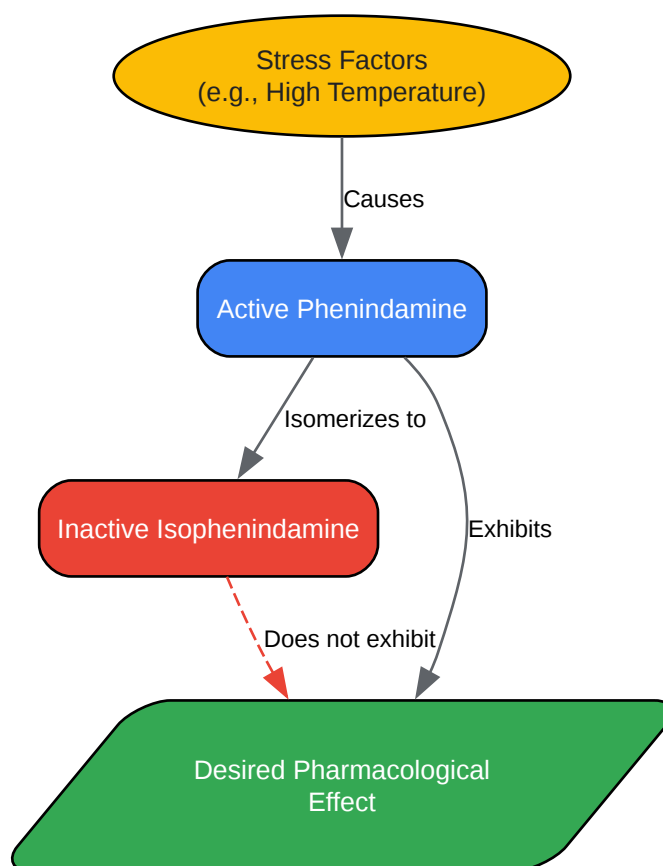 Stress Factors
(e.g., High Temperature)
Causes
Active Phenindamine
Isomerizes to
Inactive Isophenindamine
Exhibits
Does not exhibit
Desired Pharmacological
Effect